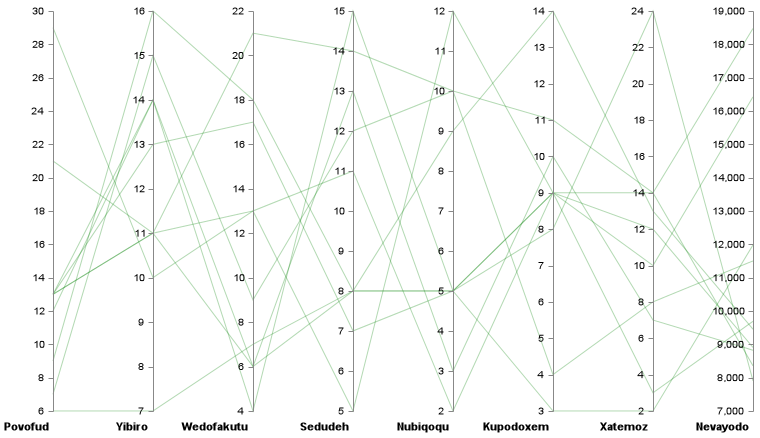 30 28 26 24 22 20 18 16 14 12 10 8 6
16 15 14 13 12 11 10 9 8 7
22 20 18 16 14 12 10 8 6 4
15 14 13 12 11 10 9 8 7 6 5
12 11 10 9 8 7 6 5 4 3 2
14 13 12 11 10 9 8 7 6 5 4 3
24 22 20 18 16 14 12 10 8 6 4 2
19,000 18,000 17,000 16,000 15,000 14,000 13,000 12,000 11,000 10,000 9,000 8,000 7,000
Povofud Yibiro Wedofakutu Sedudeh Nubiqoqu Kupodoxem Xatemoz Nevayodo